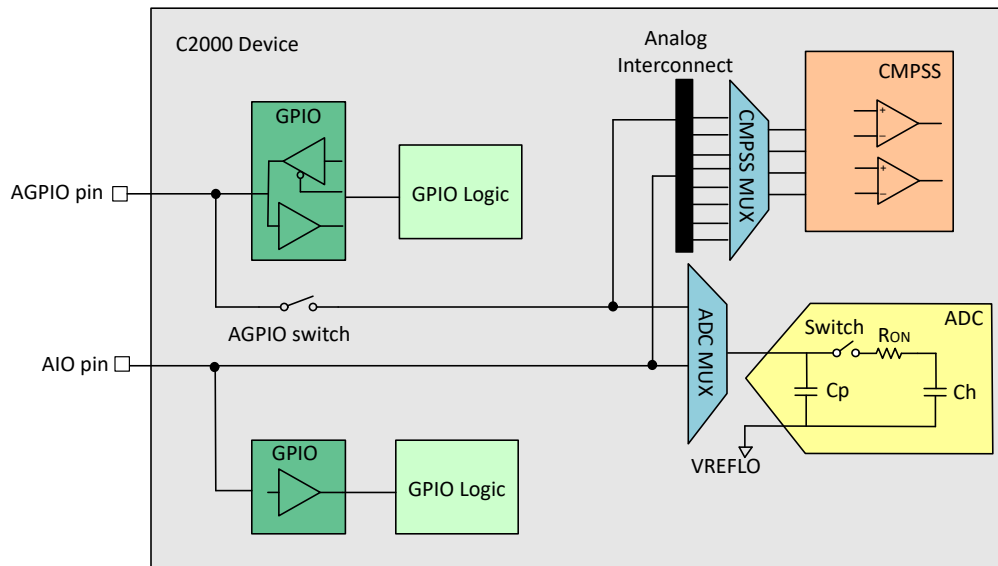 C2000 Device
Analog
Interconnect
CMPSS
GPIO
GPIO Logic
CMPSS MUX
+
−
+
−
AGPIO pin
AGPIO switch
ADC MUX
ADC
Switch
RON
AIO pin
Cp
Ch
GPIO
GPIO Logic
VREFLO